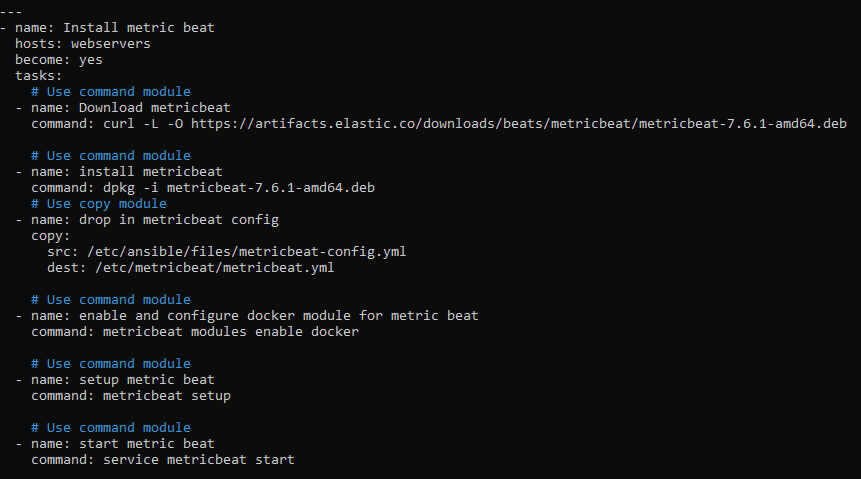 ---
- name: Install metric beat
  hosts: webservers
  become: yes
  tasks:
    # Use command module
  - name: Download metricbeat
    command: curl -L -O https://artifacts.elastic.co/downloads/beats/metricbeat/metricbeat-7.6.1-amd64.deb
    # Use command module
  - name: install metricbeat
    command: dpkg -i metricbeat-7.6.1-amd64.deb
    # Use copy module
  - name: drop in metricbeat config
    copy:
      src: /etc/ansible/files/metricbeat-config.yml
      dest: /etc/metricbeat/metricbeat.yml
    # Use command module
  - name: enable and configure docker module for metric beat
    command: metricbeat modules enable docker
    # Use command module
  - name: setup metric beat
    command: metricbeat setup
    # Use command module
  - name: start metric beat
    command: service metricbeat start